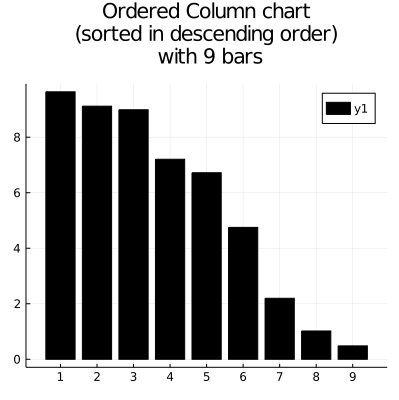 Ordered Column chart
(sorted in descending order)
with 9 bars
y1
8
6
4
2
0
1 2 3 4 5 6 7 8 9